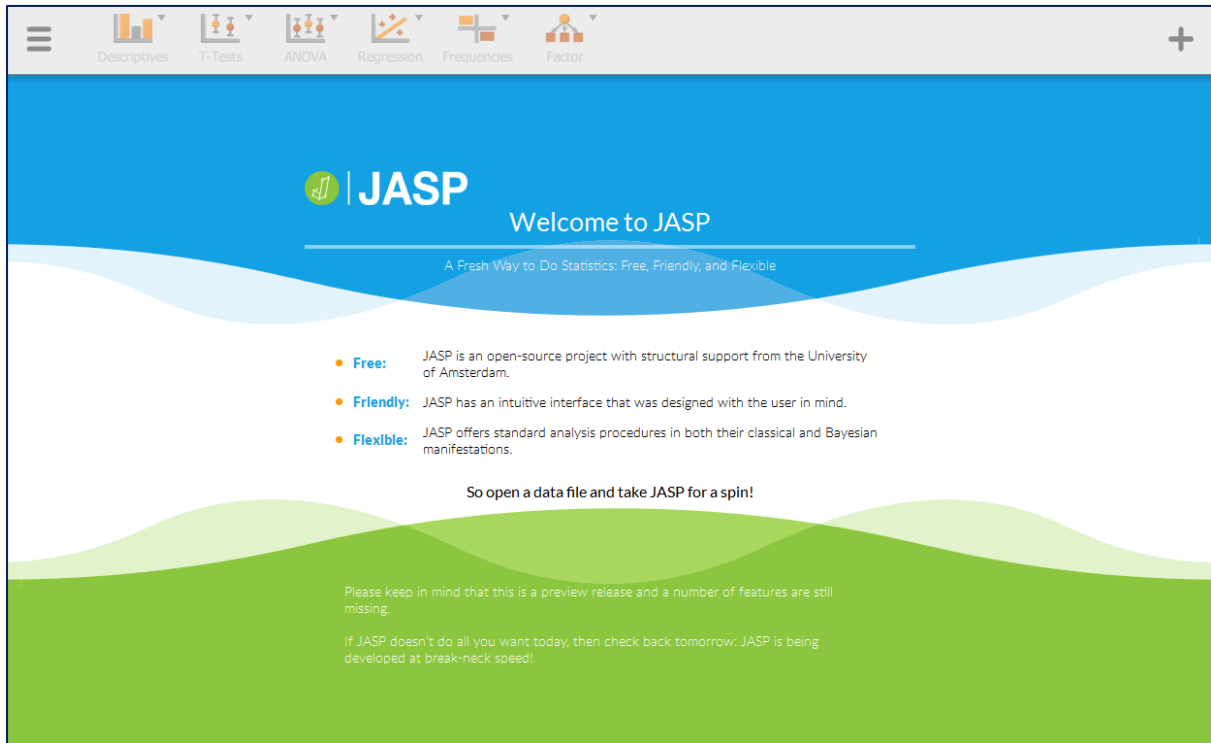 Descriptives T-Tests ANOVA Regression Frequencies Factor
JASP
Welcome to JASP
A Fresh Way to Do Statistics: Free, Friendly, and Flexible
Free: JASP is an open-source project with structural support from the University
of Amsterdam.
Friendly: JASP has an intuitive interface that was designed with the user in mind.
Flexible: JASP offers standard analysis procedures in both their classical and Bayesian
manifestations.
So open a data file and take JASP for a spin!
Please keep in mind that this is a preview release and a number of features are still
missing.
If JASP doesn't do all you want today, then check back tomorrow: JASP is being
developed at break-neck speed!